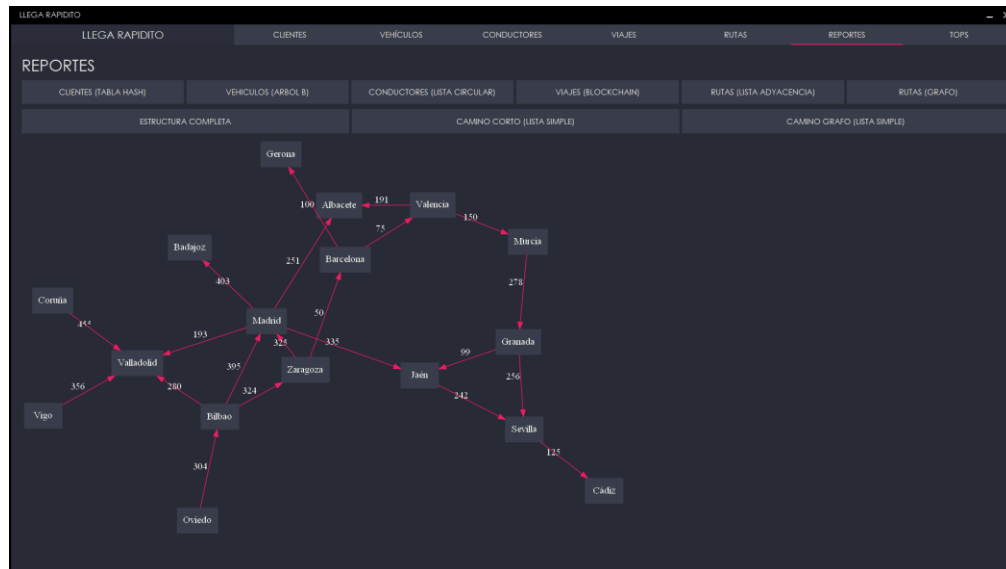 LLEGA RAPIDITO
LLEGA RAPIDITO CLIENTES VEHÍCULOS CONDUCTORES VIAJES RUTAS REPORTES TOPS
REPORTES
CLIENTES (TABLA HASH) VEHICULOS (ARBOL B) CONDUCTORES (LISTA CIRCULAR) VIAJES (BLOCKCHAIN) RUTAS (LISTA ADYACENCIA) RUTAS (GRAFO)
ESTRUCTURA COMPLETA CAMINO CORTO (LISTA SIMPLE) CAMINO GRAFO (LISTA SIMPLE)
Gerona
100 Albacete 191 Valencia
150
75
Murcia
Badajoz
251 Barcelona
403 278
Coruña
50
455 Madrid
193 325 335 Granada
99
Valladolid 395 Zaragoza Jaén 256
356 280 324
242
Vigo Bilbao
Sevilla
125
304
Cádiz
Oviedo